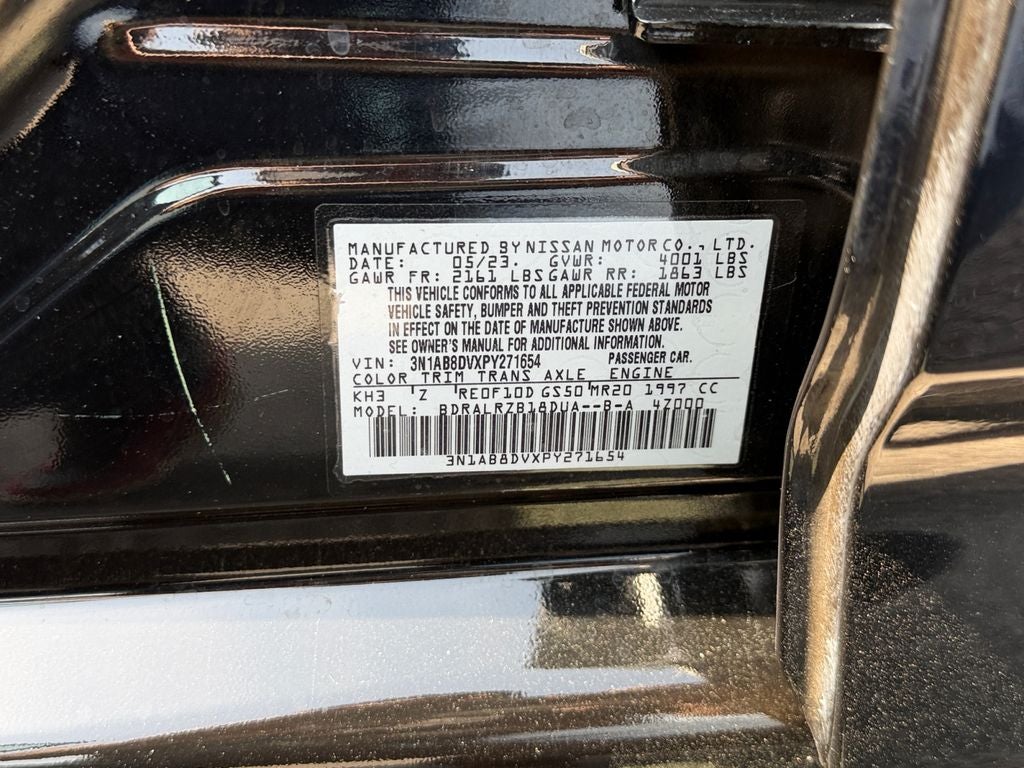 MANUFACTURED BY NISSAN MOTOR CO., LTD.
DATE: 05/23. GVWR: 4001 LBS
GAWR FR: 2161 LBS GAWR RR: 1863 LBS
THIS VEHICLE CONFORMS TO ALL APPLICABLE FEDERAL MOTOR
VEHICLE SAFETY, BUMPER AND THEFT PREVENTION STANDARDS
IN EFFECT ON THE DATE OF MANUFACTURE SHOWN ABOVE.
SEE OWNER'S MANUAL FOR ADDITIONAL INFORMATION.
VIN: 3N1AB8DVXPY271654 PASSENGER CAR.
COLOR TRIM TRANS AXLE ENGINE
KH3 Z RE0F10D GS50 MR20 1997 CC
MODEL: BDRALRZB18DUA--B-A 47000
3N1AB8DVXPY271654